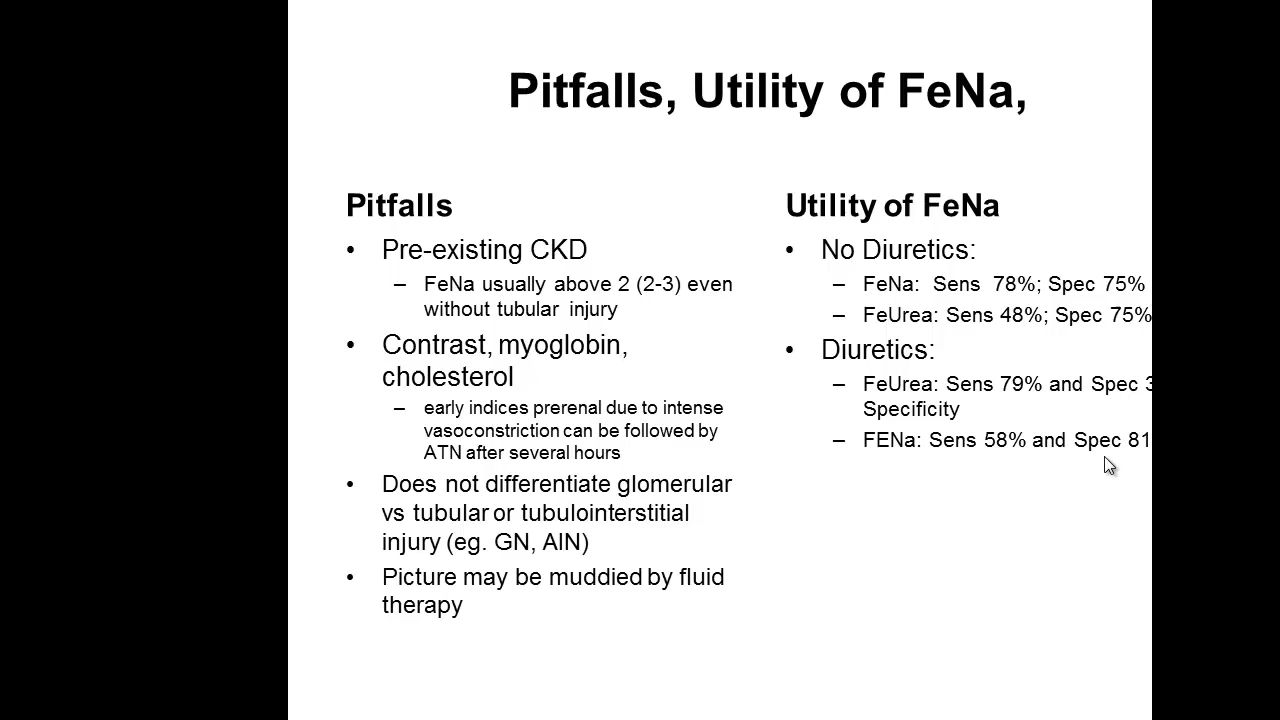 Pitfalls, Utility of FeNa,
Pitfalls
• Pre-existing CKD
– FeNa usually above 2 (2-3) even
without tubular injury
• Contrast, myoglobin,
cholesterol
– early indices prerenal due to intense
vasoconstriction can be followed by
ATN after several hours
• Does not differentiate glomerular
vs tubular or tubulointerstitial
injury (eg. GN, AIN)
• Picture may be muddied by fluid
therapy
Utility of FeNa
• No Diuretics:
– FeNa: Sens 78%; Spec 75%
– FeUrea: Sens 48%; Spec 75%
• Diuretics:
– FeUrea: Sens 79% and Spec
Specificity
– FENa: Sens 58% and Spec 81